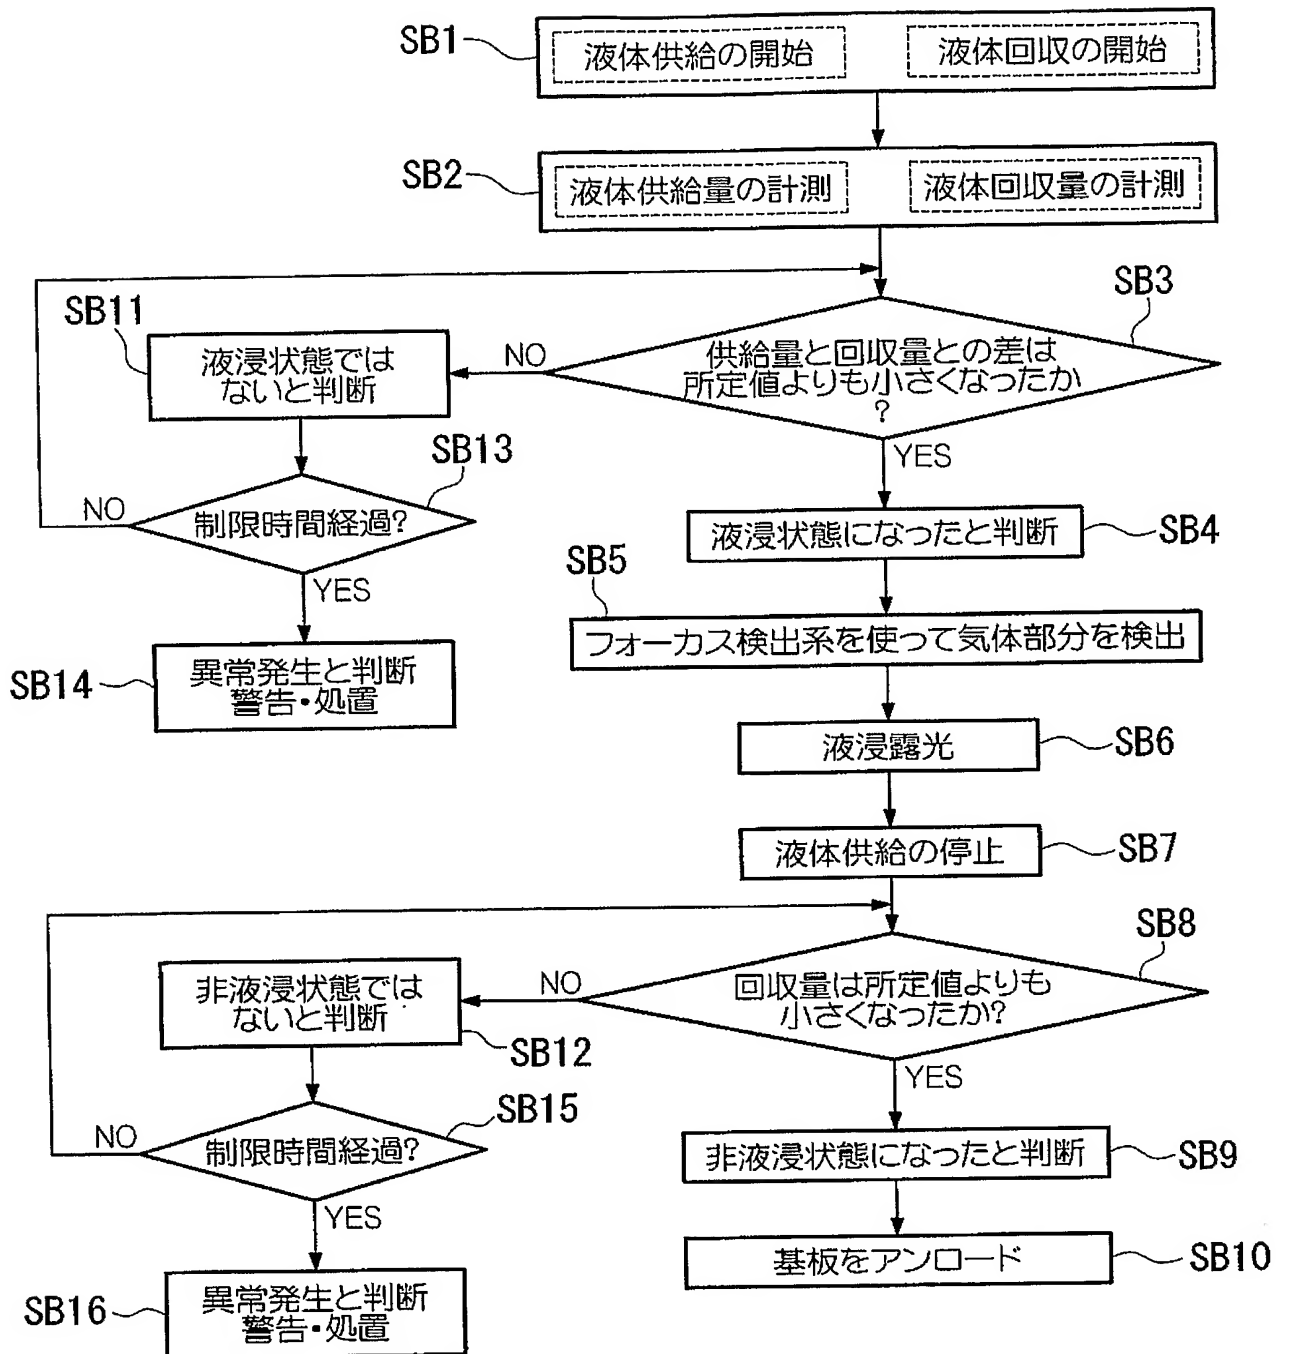 SB1
液体供給の開始
液体回収の開始
SB2
液体供給量の計測
液体回収量の計測
SB3
供給量と回収量との差は
所定値よりも小さくなったか
?
NO
YES
SB11
液浸状態では
ないと判断
SB13
制限時間経過?
NO
YES
SB14
異常発生と判断
警告・処置
液浸状態になったと判断
SB4
SB5
フォーカス検出系を使って気体部分を検出
液浸露光
SB6
液体供給の停止
SB7
SB8
回収量は所定値よりも
小さくなったか?
NO
YES
非液浸状態では
ないと判断
SB12
SB15
制限時間経過?
NO
YES
SB16
異常発生と判断
警告・処置
非液浸状態になったと判断
SB9
基板をアンロード
SB10